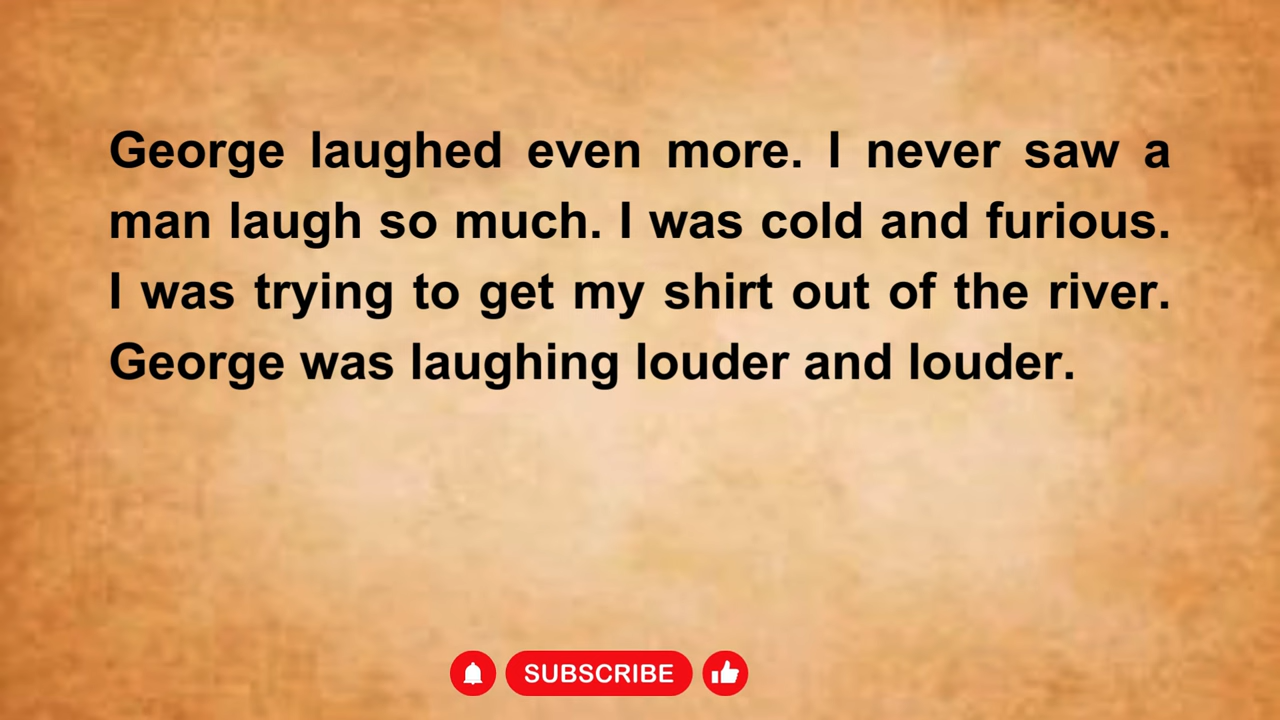 George laughed even more. I never saw a
man laugh so much. I was cold and furious.
I was trying to get my shirt out of the river.
George was laughing louder and louder.
SUBSCRIBE